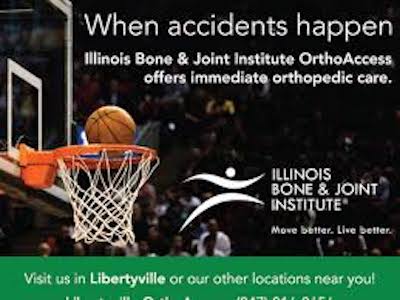 When accidents happen
Illinois Bone & Joint Institute OrthoAccess
offers immediate orthopedic care.
ILLINOIS
BONE & JOINT
INSTITUTE®
Move better. Live better.
Visit us in Libertyville or our other locations near you!